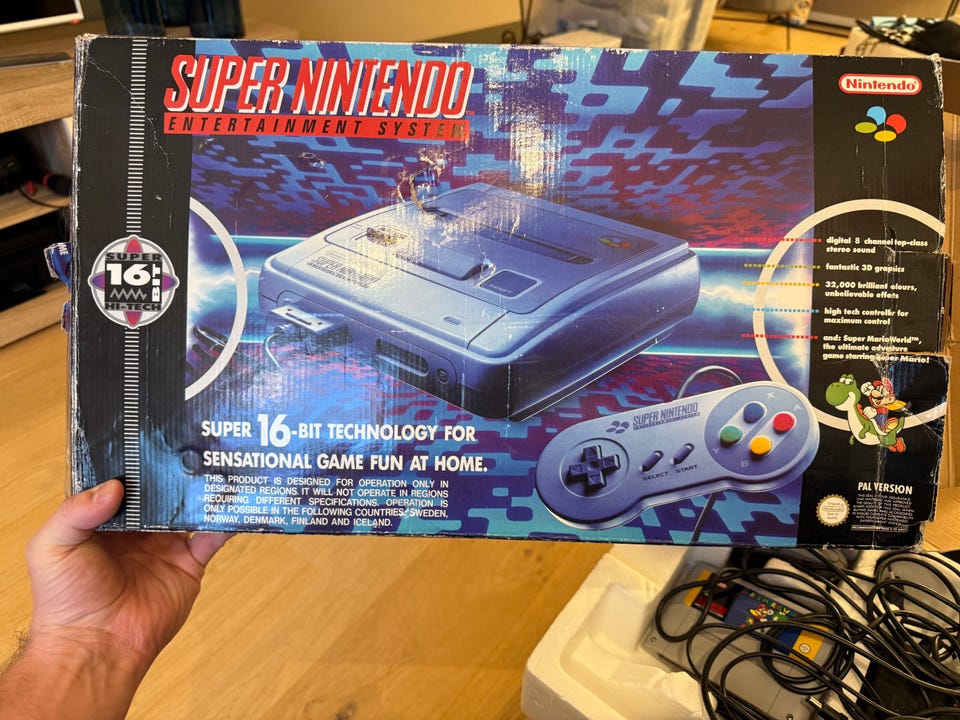 SUPER NINTENDO
ENTERTAINMENT SYSTEM
Nintendo
SUPER
16
BIT
HI-TECH
digital 8 channel top-class
stereo sound
fantastic 3D graphics
32,000 brilliant colours,
unbelievable effects
high tech controller for
maximum control
and: Super MarioWorld™,
the ultimate adventure
game starring Super Mario!
SUPER NINTENDO
ENTERTAINMENT SYSTEM
SELECT
START
X
Y
B
SUPER 16-BIT TECHNOLOGY FOR
SENSATIONAL GAME FUN AT HOME.
THIS PRODUCT IS DESIGNED FOR OPERATION ONLY IN
DESIGNATED REGIONS. IT WILL NOT OPERATE IN REGIONS
REQUIRING DIFFERENT SPECIFICATIONS. OPERATION IS
ONLY POSSIBLE IN THE FOLLOWING COUNTRIES: SWEDEN,
NORWAY, DENMARK, FINLAND AND ICELAND.
PAL VERSION